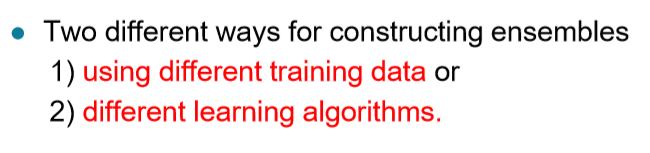 • Two different ways for constructing ensembles
1) using different training data or
2) different learning algorithms.